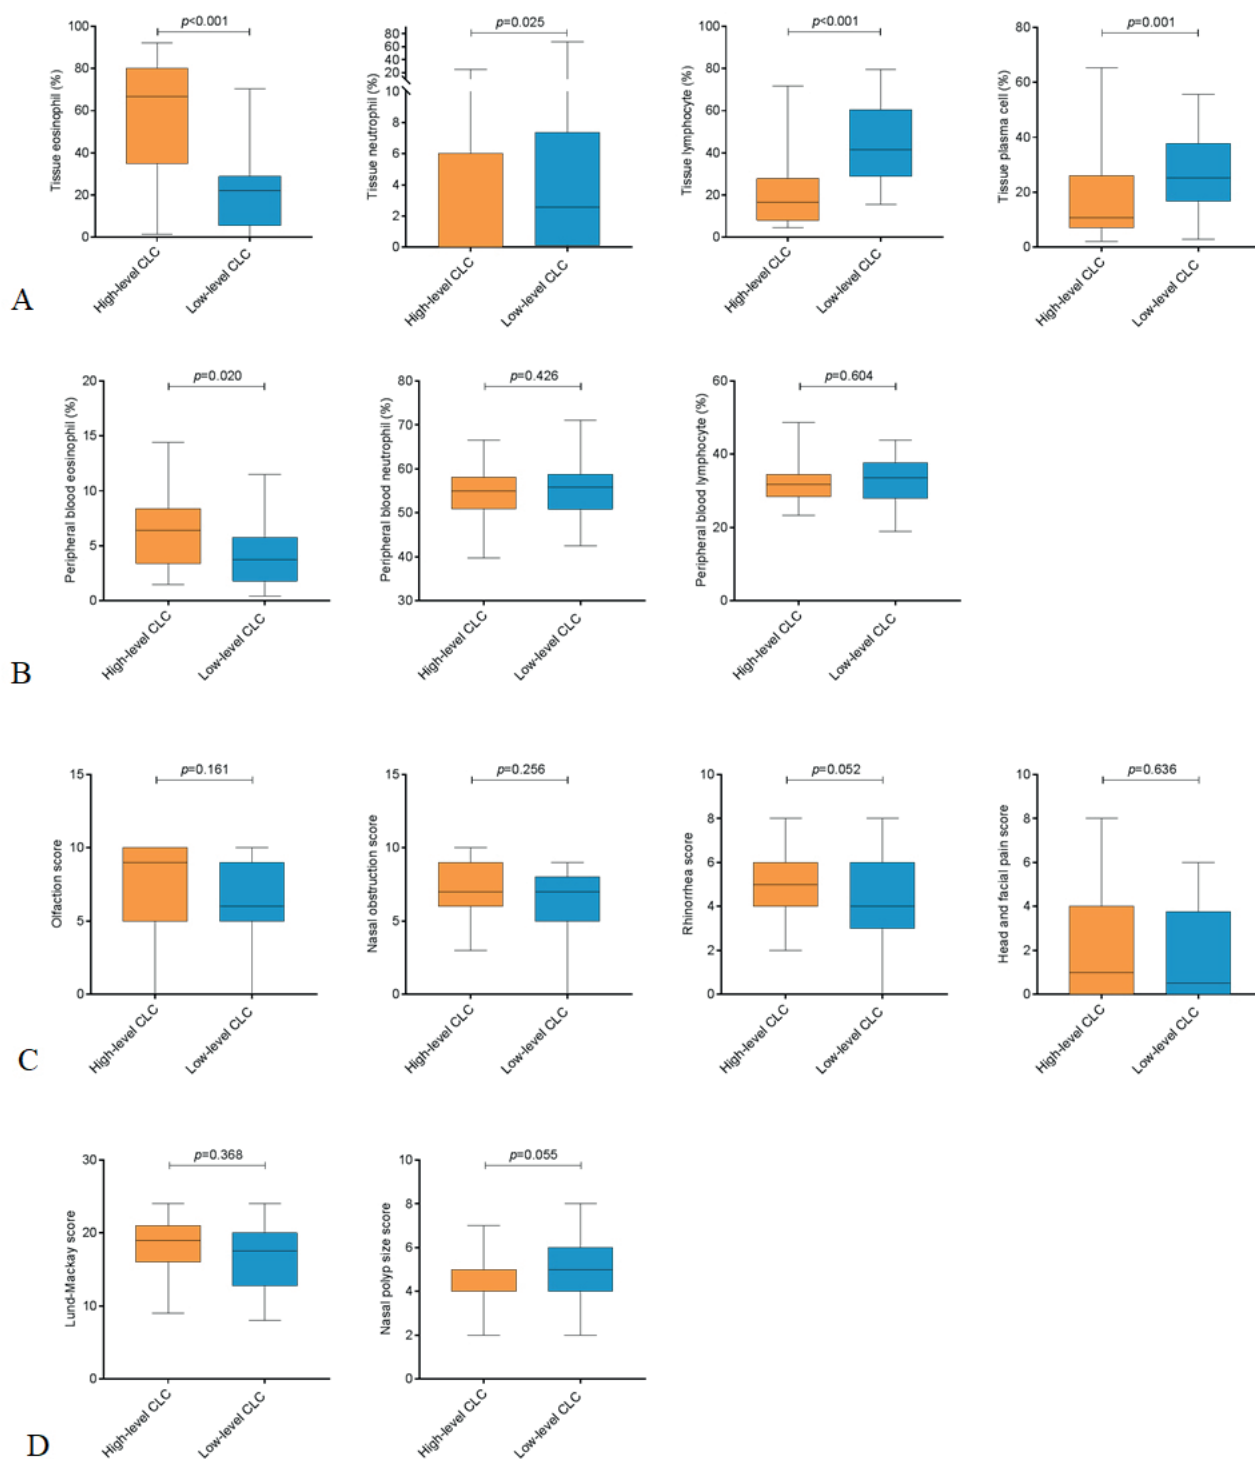 p<0.001
100
80
60
40
20
0
Tissue eosinophil (%)
High-level CLC
Low-level CLC
p=0.025
80
60
40
20
10
8
6
4
2
0
Tissue neutrophil (%)
High-level CLC
Low-level CLC
p<0.001
100
80
60
40
20
0
Tissue lymphocyte (%)
High-level CLC
Low-level CLC
p=0.001
80
60
40
20
0
Tissue plasma cell (%)
High-level CLC
Low-level CLC
A
p=0.020
20
15
10
5
0
Peripheral blood eosinophil (%)
High-level CLC
Low-level CLC
p=0.426
80
70
60
50
40
30
Peripheral blood neutrophil (%)
High-level CLC
Low-level CLC
p=0.604
60
40
20
0
Peripheral blood lymphocyte (%)
High-level CLC
Low-level CLC
B
p=0.161
15
10
5
0
Olfaction score
High-level CLC
Low-level CLC
p=0.256
15
10
5
0
Nasal obstruction score
High-level CLC
Low-level CLC
p=0.052
10
8
6
4
2
0
Rhinorrhea score
High-level CLC
Low-level CLC
p=0.636
10
8
6
4
2
0
Head and facial pain score
High-level CLC
Low-level CLC
C
p=0.368
30
20
10
0
Lund-Mackay score
High-level CLC
Low-level CLC
p=0.055
10
8
6
4
2
0
Nasal polyp size score
High-level CLC
Low-level CLC
D